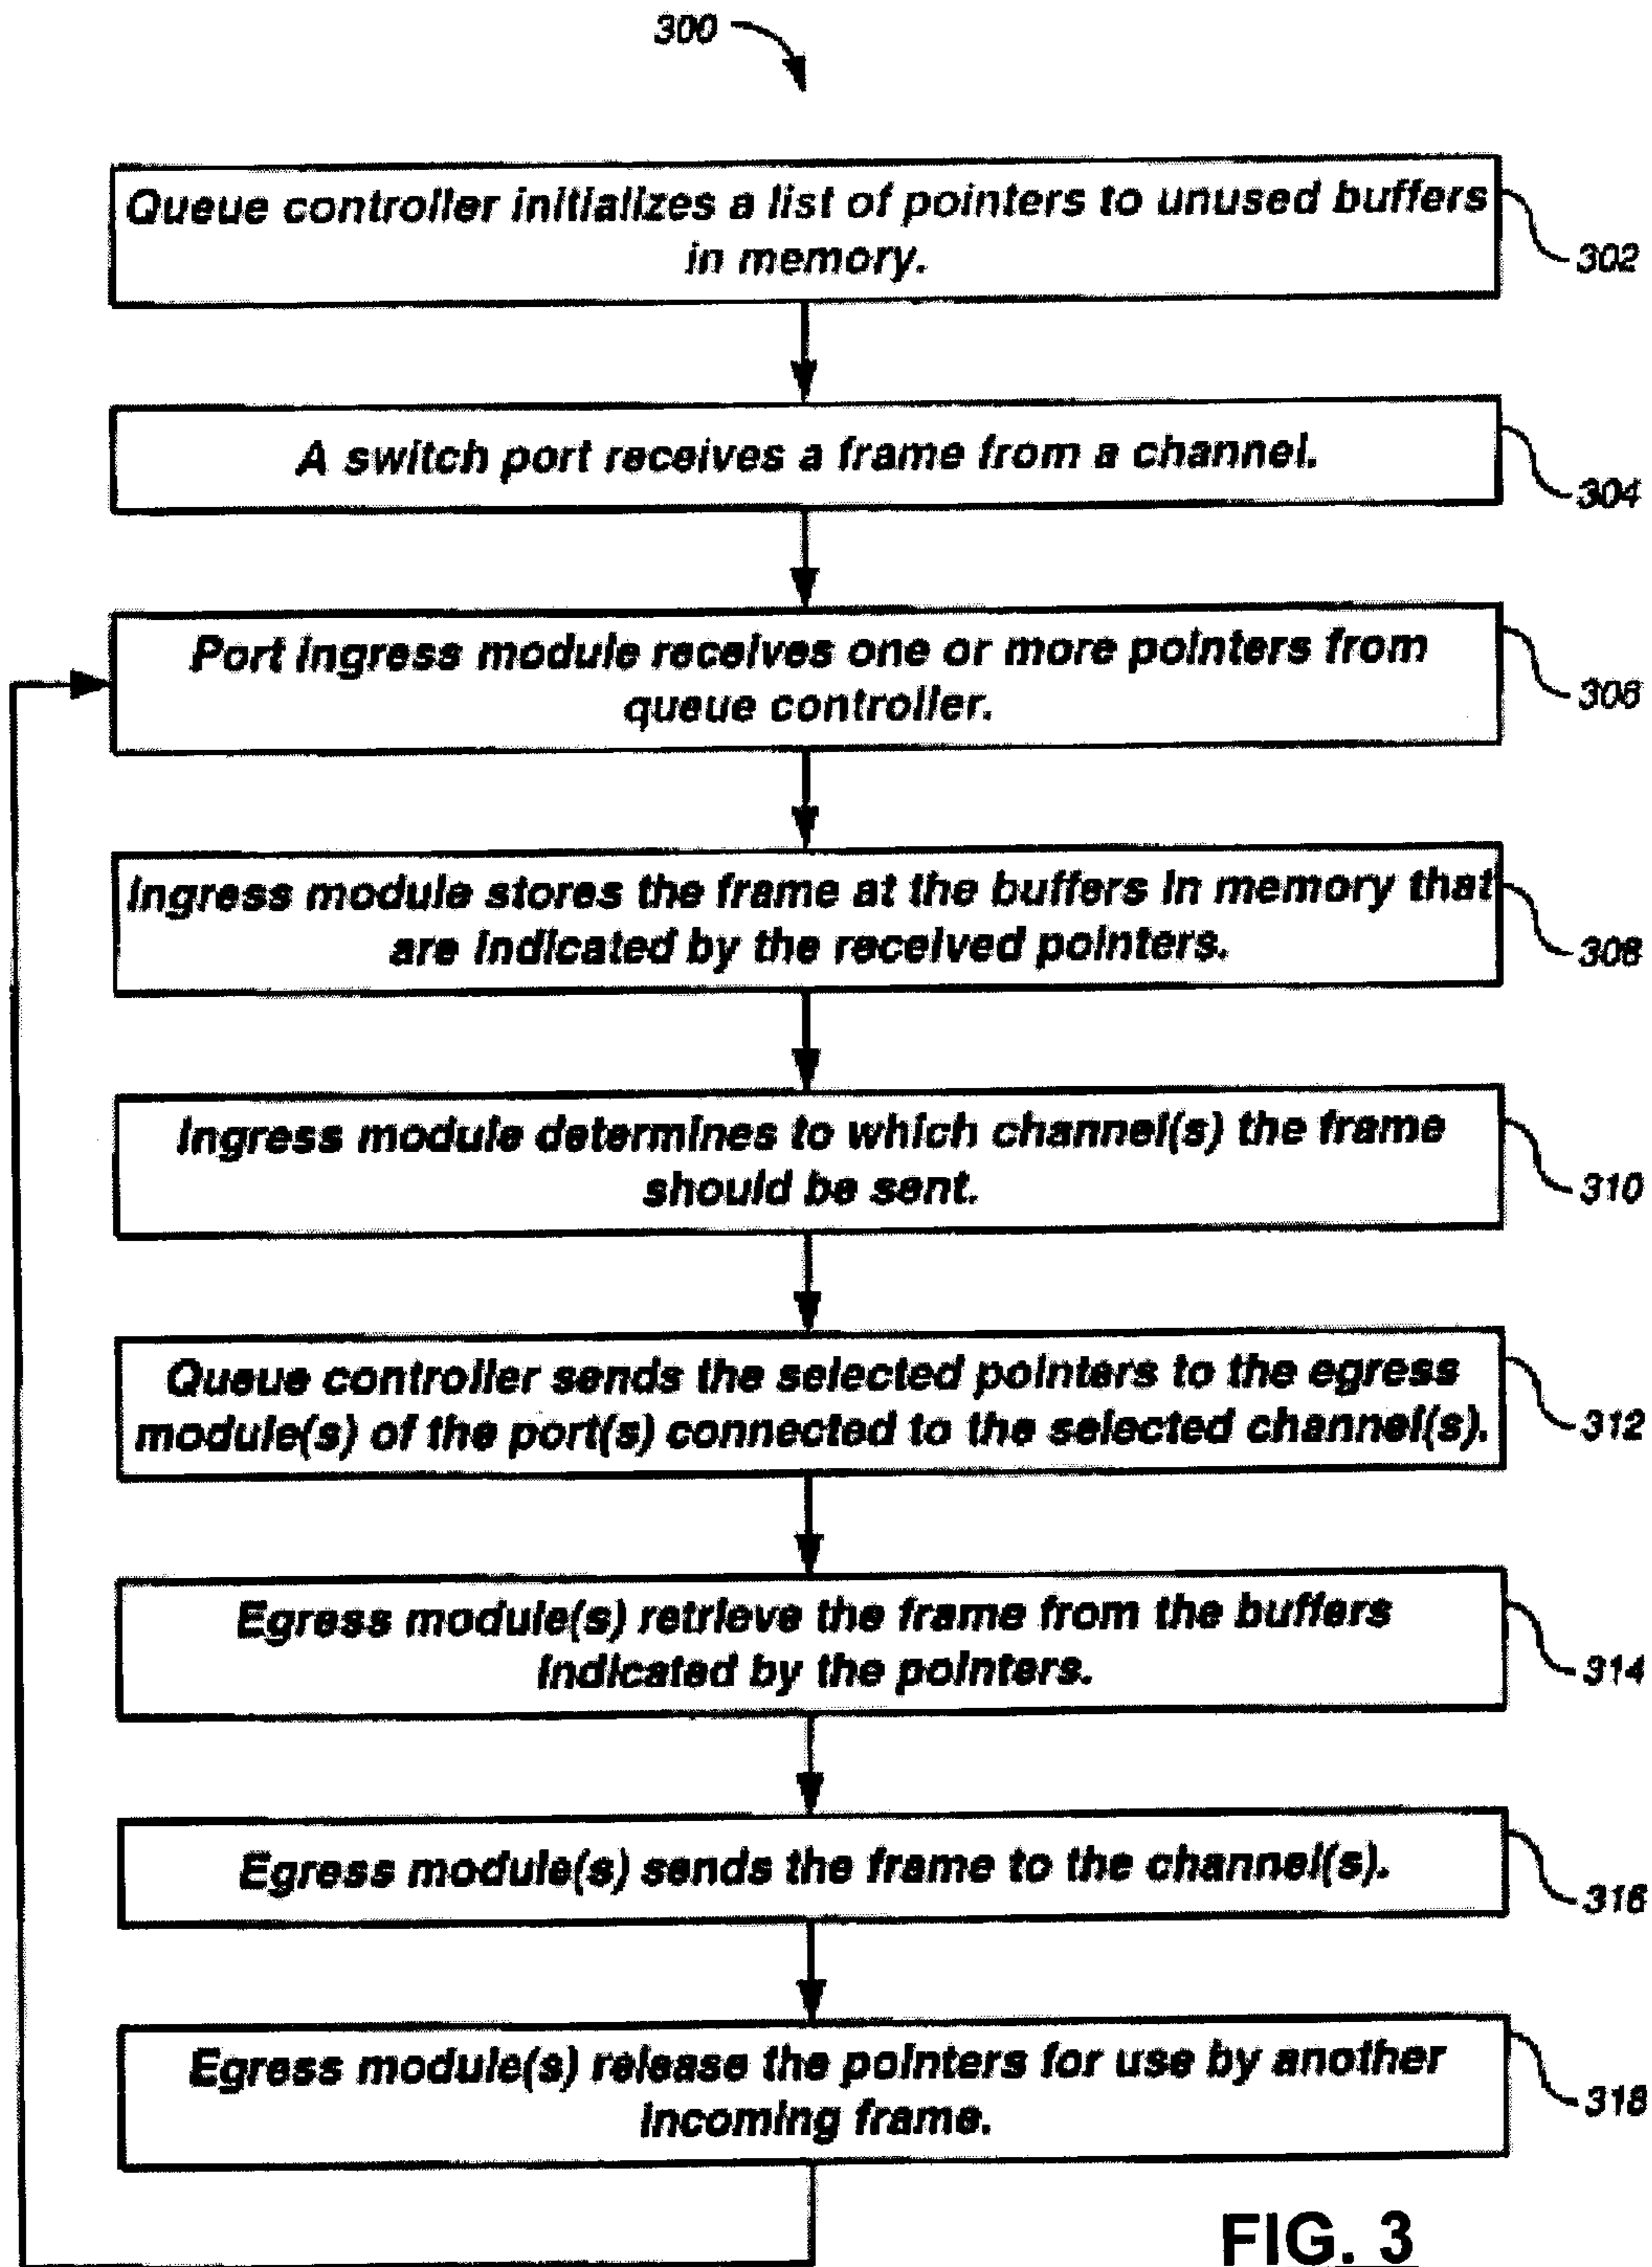 300
Queue controller initializes a list of pointers to unused buffers
in memory.
302
A switch port receives a frame from a channel.
304
Port ingress module receives one or more pointers from
queue controller.
306
Ingress module stores the frame at the buffers in memory that
are indicated by the received pointers.
308
Ingress module determines to which channel(s) the frame
should be sent.
310
Queue controller sends the selected pointers to the egress
module(s) of the port(s) connected to the selected channel(s).
312
Egress module(s) retrieve the frame from the buffers
indicated by the pointers.
314
Egress module(s) sends the frame to the channel(s).
316
Egress module(s) release the pointers for use by another
incoming frame.
318
FIG. 3